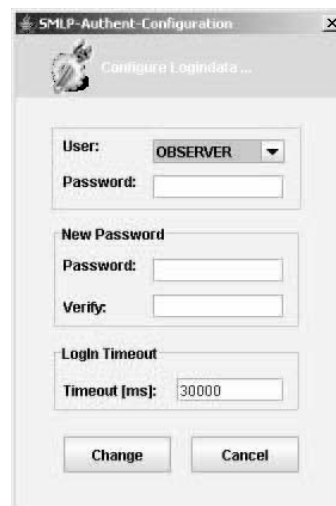 SMLP-Authent-Configuration
Configure Logindata ...
User: OBSERVER
Password:
New Password
Password:
Verify:
LogIn Timeout
Timeout [ms]: 30000
Change Cancel